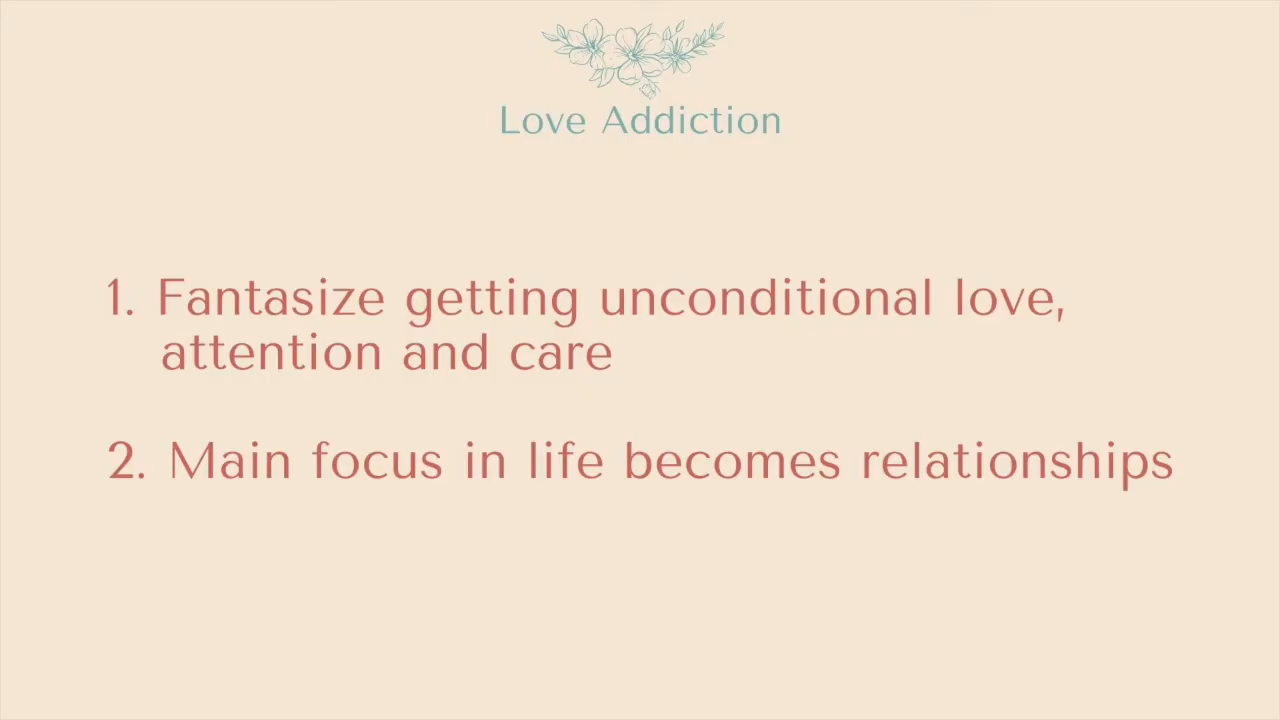 Love Addiction
1. Fantasize getting unconditional love,
attention and care
2. Main focus in life becomes relationships